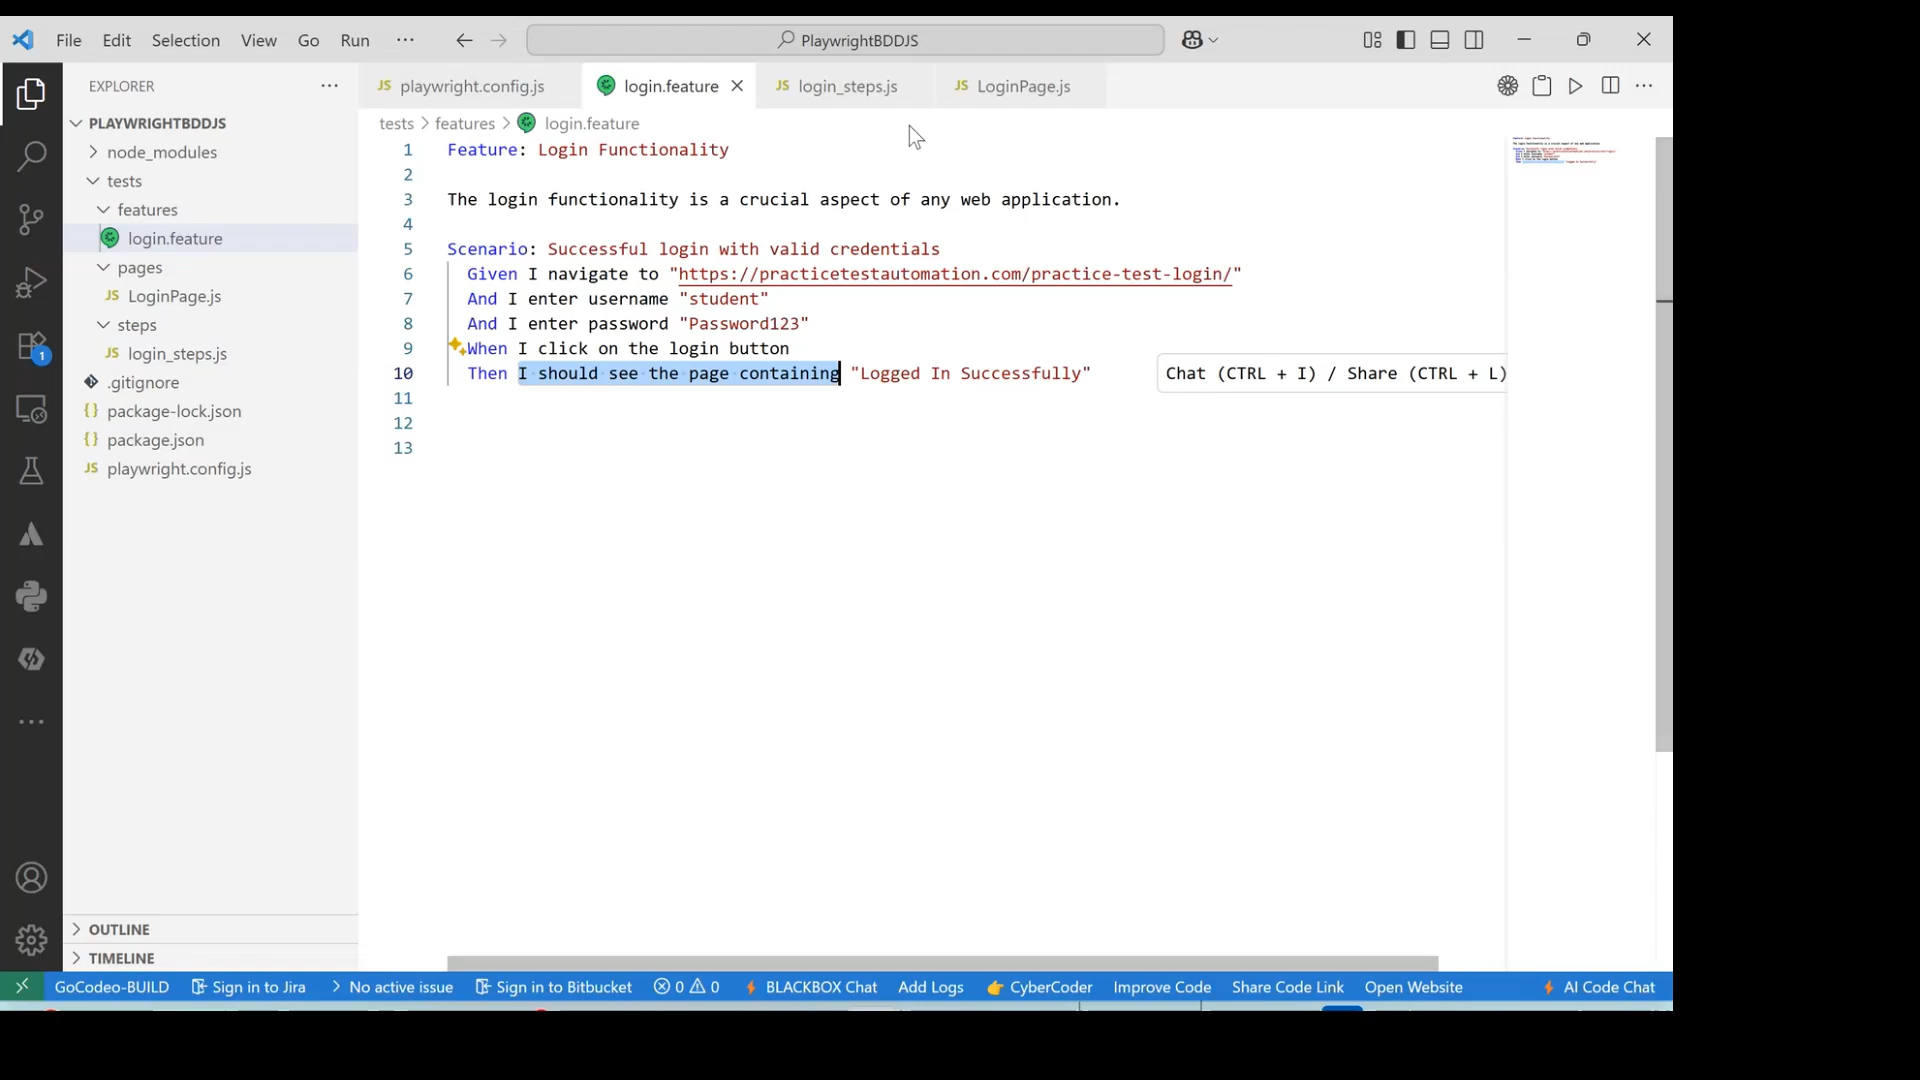 File Edit Selection View Go Run ··· PlaywrightBDDJS
EXPLORER ···
PLAYWRIGHTBDDJS
node_modules
tests
features
login.feature
pages
JS LoginPage.js
steps
JS login_steps.js
.gitignore
{} package-lock.json
{} package.json
JS playwright.config.js
OUTLINE
TIMELINE
1
JS playwright.config.js login.feature JS login_steps.js JS LoginPage.js
tests > features > login.feature
1 Feature: Login Functionality
2
3 The login functionality is a crucial aspect of any web application.
4
5 Scenario: Successful login with valid credentials
6 Given I navigate to "https://practicetestautomation.com/practice-test-login/"
7 And I enter username "student"
8 And I enter password "Password123"
9 When I click on the login button
10 Then I should see the page containing "Logged In Successfully" Chat (CTRL + I) / Share (CTRL + L)
11
12
13
GoCodeo-BUILD Sign in to Jira No active issue Sign in to Bitbucket 0 0 BLACKBOX Chat Add Logs CyberCoder Improve Code Share Code Link Open Website AI Code Chat